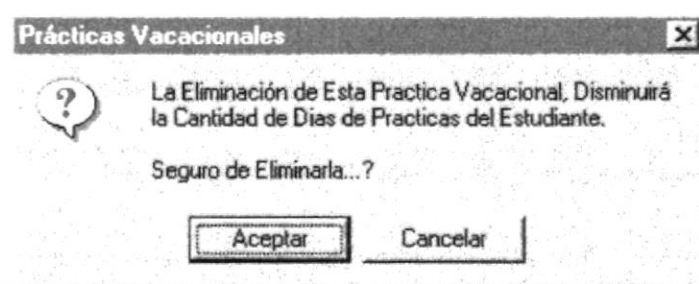 Prácticas Vacacionales
La Eliminación de Esta Practica Vacacional, Disminuirá
la Cantidad de Dias de Practicas del Estudiante.
Seguro de Eliminarla...?
Aceptar Cancelar